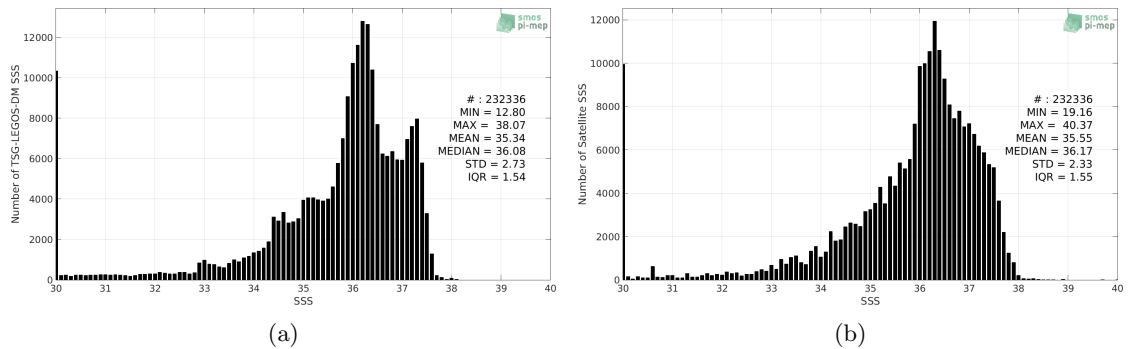 smos
pi-mep
12000
10000
8000
6000
4000
2000
0
Number of TSG-LEGOS-DM SSS
# : 232336
MIN = 12.80
MAX = 38.07
MEAN = 35.34
MEDIAN = 36.08
STD = 2.73
IQR = 1.54
30 31 32 33 34 35 36 37 38 39 40
SSS
(a)
smos
pi-mep
12000
10000
8000
6000
4000
2000
0
Number of Satellite SSS
# : 232336
MIN = 19.16
MAX = 40.37
MEAN = 35.55
MEDIAN = 36.17
STD = 2.33
IQR = 1.55
30 31 32 33 34 35 36 37 38 39 40
SSS
(b)